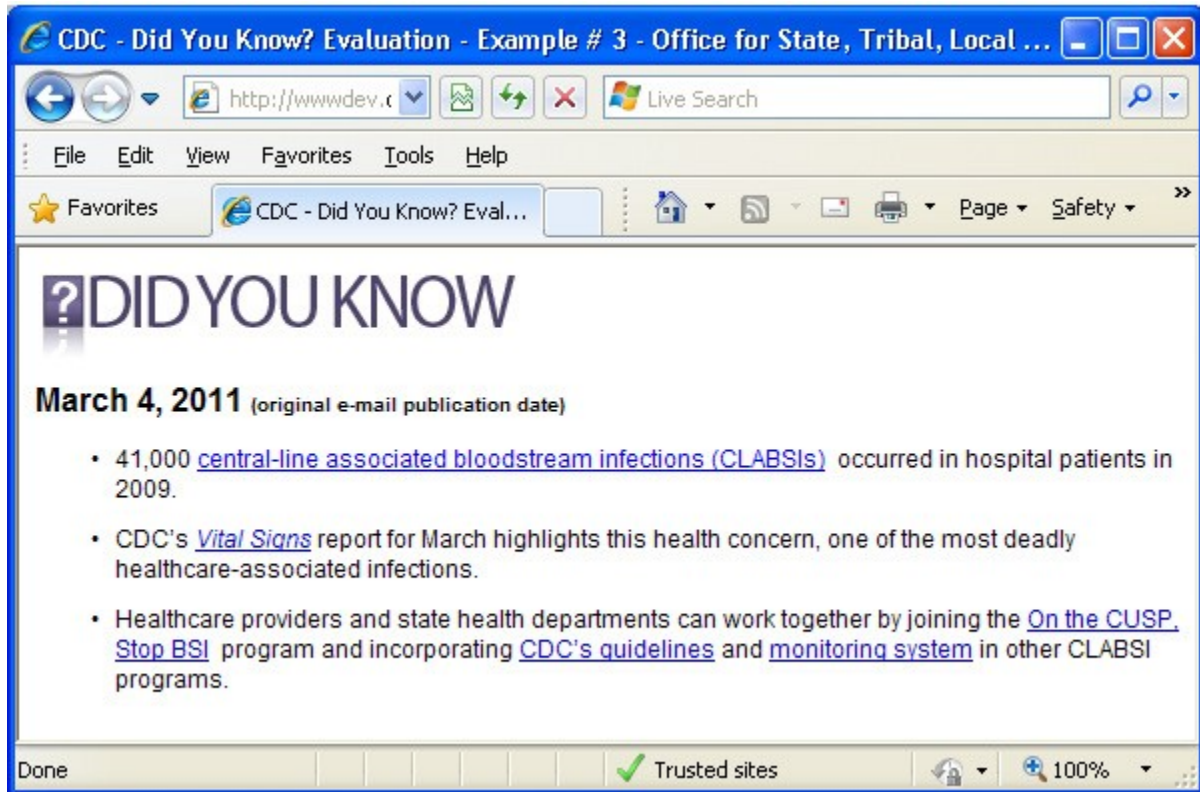 CDC - Did You Know? Evaluation - Example # 3 - Office for State, Tribal, Local ...
http://wwwdev.c
Live Search
File Edit View Favorites Tools Help
Favorites CDC - Did You Know? Eval... Page Safety »
? DID YOU KNOW
March 4, 2011 (original e-mail publication date)
• 41,000 central-line associated bloodstream infections (CLABSIs) occurred in hospital patients in
2009.
• CDC's Vital Signs report for March highlights this health concern, one of the most deadly
healthcare-associated infections.
• Healthcare providers and state health departments can work together by joining the On the CUSP,
Stop BSI program and incorporating CDC's guidelines and monitoring system in other CLABSI
programs.
Done Trusted sites 100%